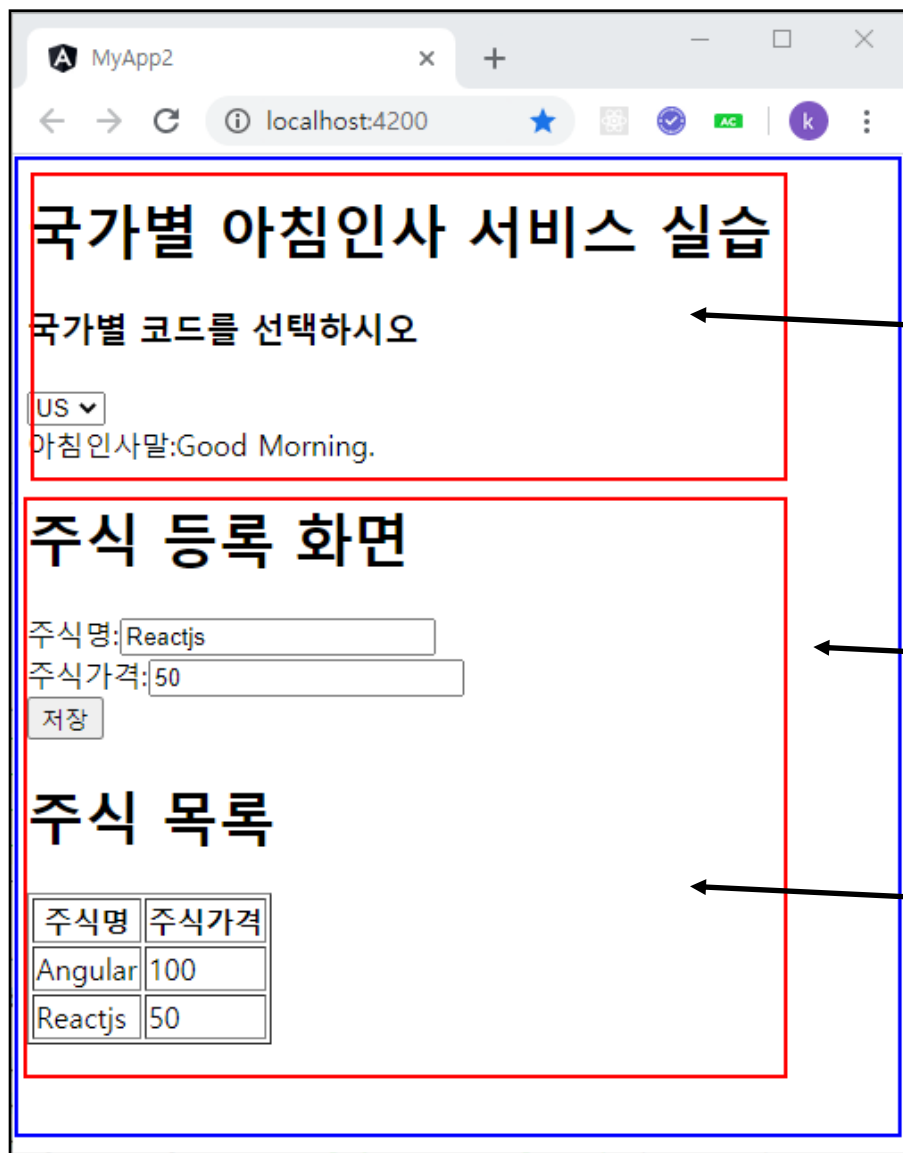 MyApp2
localhost:4200
AC
k
국가별 아침인사 서비스 실습
국가별 코드를 선택하시오
US
아침인사말:Good Morning.
주식 등록 화면
주식명:Reactjs
주식가격:50
저장
주식 목록
주식명 주식가격
Angular 100
Reactjs 50